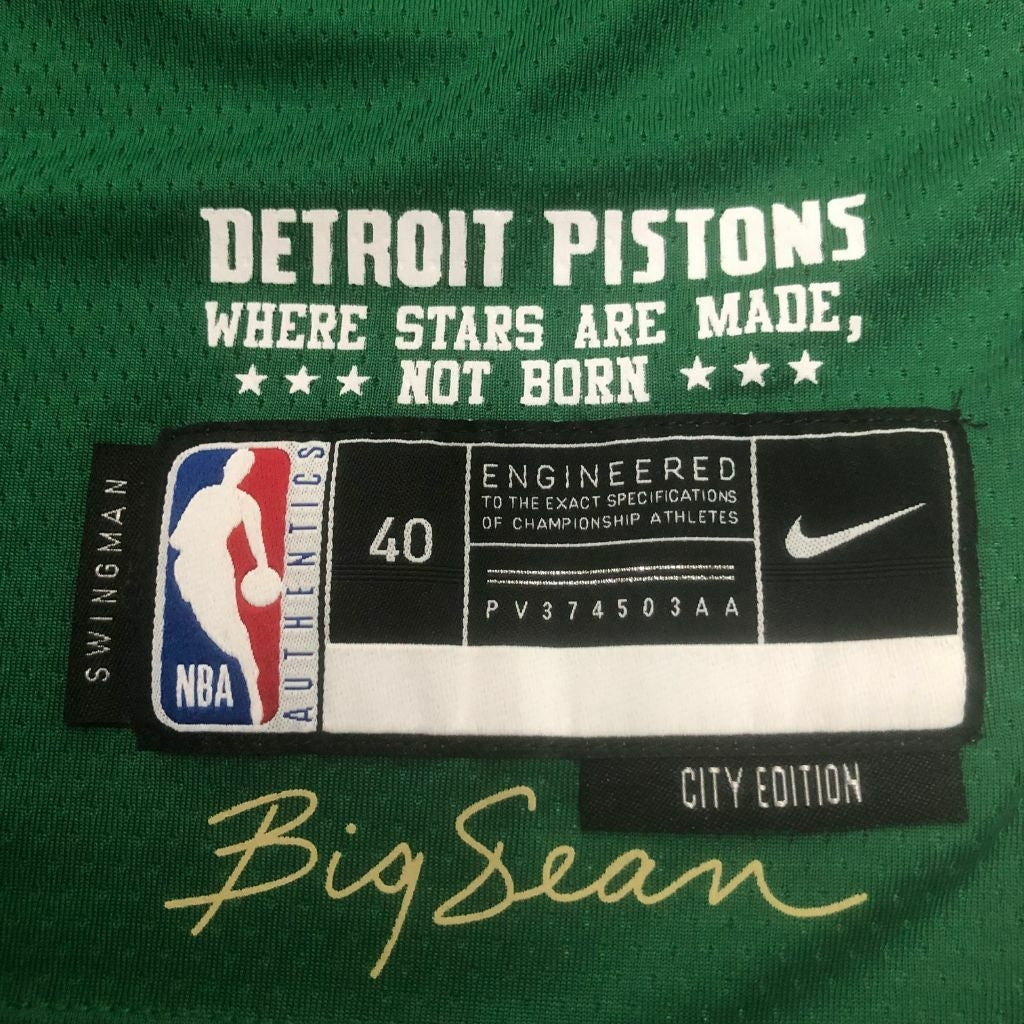 DETROIT PISTONS
WHERE STARS ARE MADE,
NOT BORN
SWINGMAN
NBA
AUTHENTICS
40
ENGINEERED
TO THE EXACT SPECIFICATIONS
OF CHAMPIONSHIP ATHLETES
PV374503AA
CITY EDITION
Big Sean